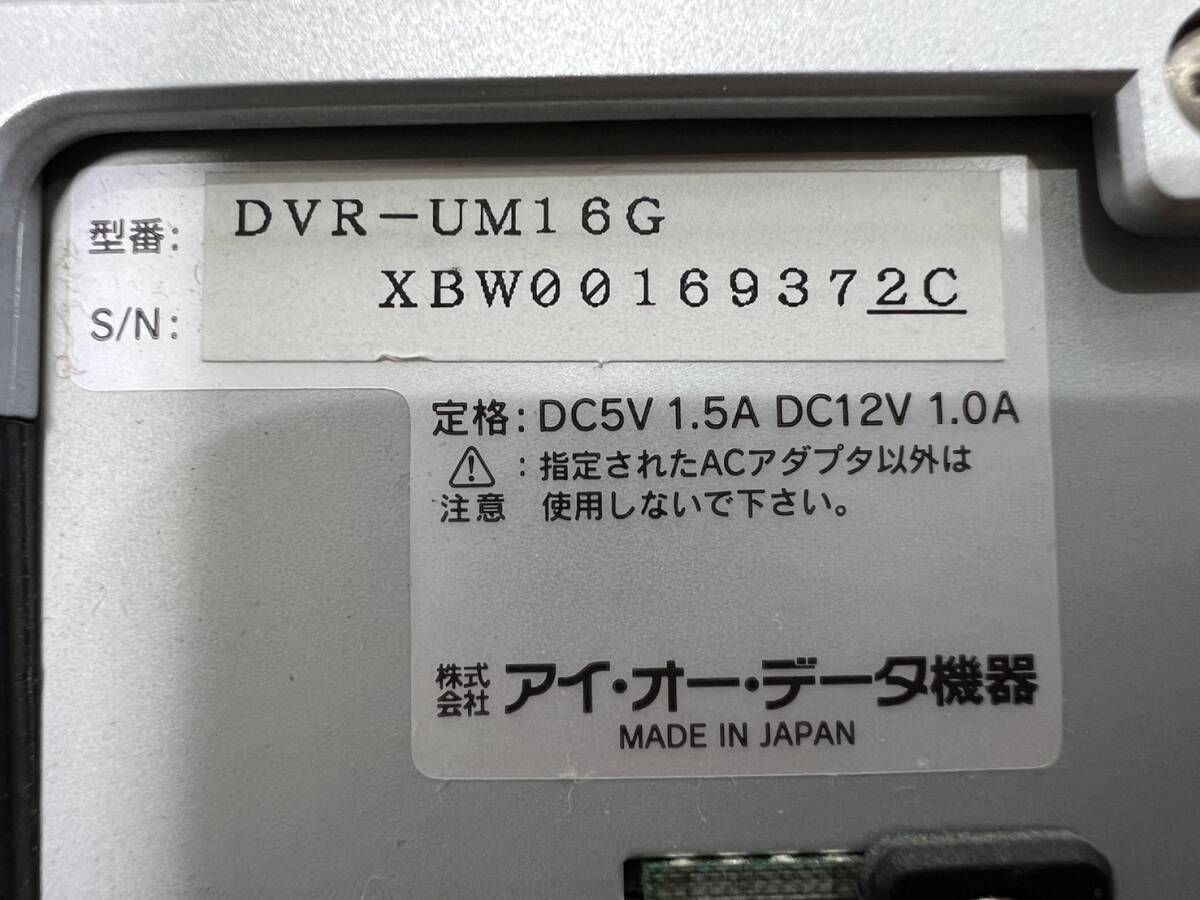 型番: DVR-UM16G
S/N: XBW0016937​2C
定格: DC5V 1.5A DC12V 1.0A
⚠ : 指定されたACアダプタ以外は
注意 使用しないで下さい。
株式会社 アイ・オー・データ機器
MADE IN JAPAN